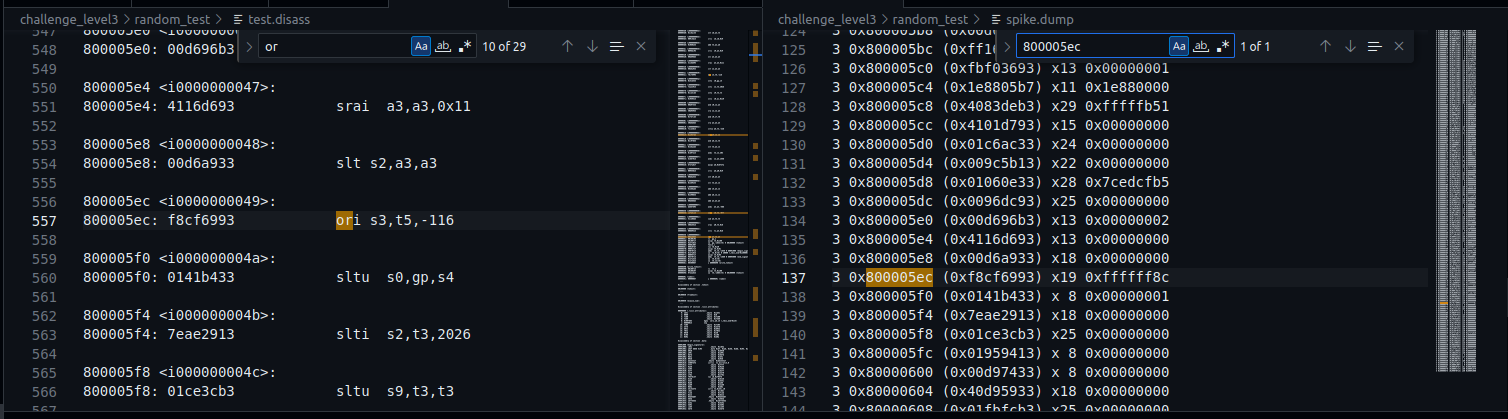 challenge_level3 > random_test > test.disass
or
Aa ab .* 10 of 29
548 800005e0: 00d696b3
549
550 800005e4 <i0000000047>:
551 800005e4: 4116d693 srai a3,a3,0x11
552
553 800005e8 <i0000000048>:
554 800005e8: 00d6a933 slt s2,a3,a3
555
556 800005ec <i0000000049>:
557 800005ec: f8cf6993 ori s3,t5,-116
558
559 800005f0 <i000000004a>:
560 800005f0: 0141b433 sltu s0,gp,s4
561
562 800005f4 <i000000004b>:
563 800005f4: 7eae2913 slti s2,t3,2026
564
565 800005f8 <i000000004c>:
566 800005f8: 01ce3cb3 sltu s9,t3,t3
567
challenge_level3 > random_test > spike.dump
800005ec
Aa ab .* 1 of 1
124
125 3 0x800005bc (0xff1
126 3 0x800005c0 (0xfbf03693) x13 0x00000001
127 3 0x800005c4 (0x1e8805b7) x11 0x1e880000
128 3 0x800005c8 (0x4083deb3) x29 0xfffffb51
129 3 0x800005cc (0x4101d793) x15 0x00000000
130 3 0x800005d0 (0x01c6ac33) x24 0x00000000
131 3 0x800005d4 (0x009c5b13) x22 0x00000000
132 3 0x800005d8 (0x01060e33) x28 0x7cedcfb5
133 3 0x800005dc (0x0096dc93) x25 0x00000000
134 3 0x800005e0 (0x00d696b3) x13 0x00000002
135 3 0x800005e4 (0x4116d693) x13 0x00000000
136 3 0x800005e8 (0x00d6a933) x18 0x00000000
137 3 0x800005ec (0xf8cf6993) x19 0xffffff8c
138 3 0x800005f0 (0x0141b433) x 8 0x00000001
139 3 0x800005f4 (0x7eae2913) x18 0x00000000
140 3 0x800005f8 (0x01ce3cb3) x25 0x00000000
141 3 0x800005fc (0x01959413) x 8 0x00000000
142 3 0x80000600 (0x00d97433) x 8 0x00000000
143 3 0x80000604 (0x40d95933) x18 0x00000000
144 3 0x80000608 (0x01fbfcb3) x25 0x00000000